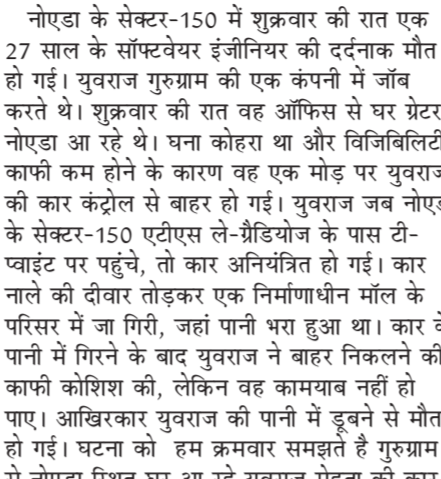 नोएडा के सेक्टर-150 में शुक्रवार की रात एक
27 साल के सॉफ्टवेयर इंजीनियर की दर्दनाक मौत
हो गई। युवराज गुरुग्राम की एक कंपनी में जॉब
करते थे। शुक्रवार की रात वह ऑफिस से घर ग्रेटर
नोएडा आ रहे थे। घना कोहरा था और विजिबिलिटी
काफी कम होने के कारण वह एक मोड़ पर युवराज
की कार कंट्रोल से बाहर हो गई। युवराज जब
के सेक्टर-150 एटीएस ले-ग्रैडियोज के पास टी-
प्वाइंट पर पहुंचे, तो कार अनियंत्रित हो गई। कार
नाले की दीवार तोड़कर एक निर्माणाधीन मॉल के
परिसर में जा गिरी, जहां पानी भरा हुआ था। कार के
पानी में गिरने के बाद युवराज ने बाहर निकलने की
काफी कोशिश की, लेकिन वह कामयाब नहीं हो
पाए। आखिरकार युवराज की पानी में डूबने से मौत
हो गई। घटना को हम क्रमवार समझते है गुरुग्राम